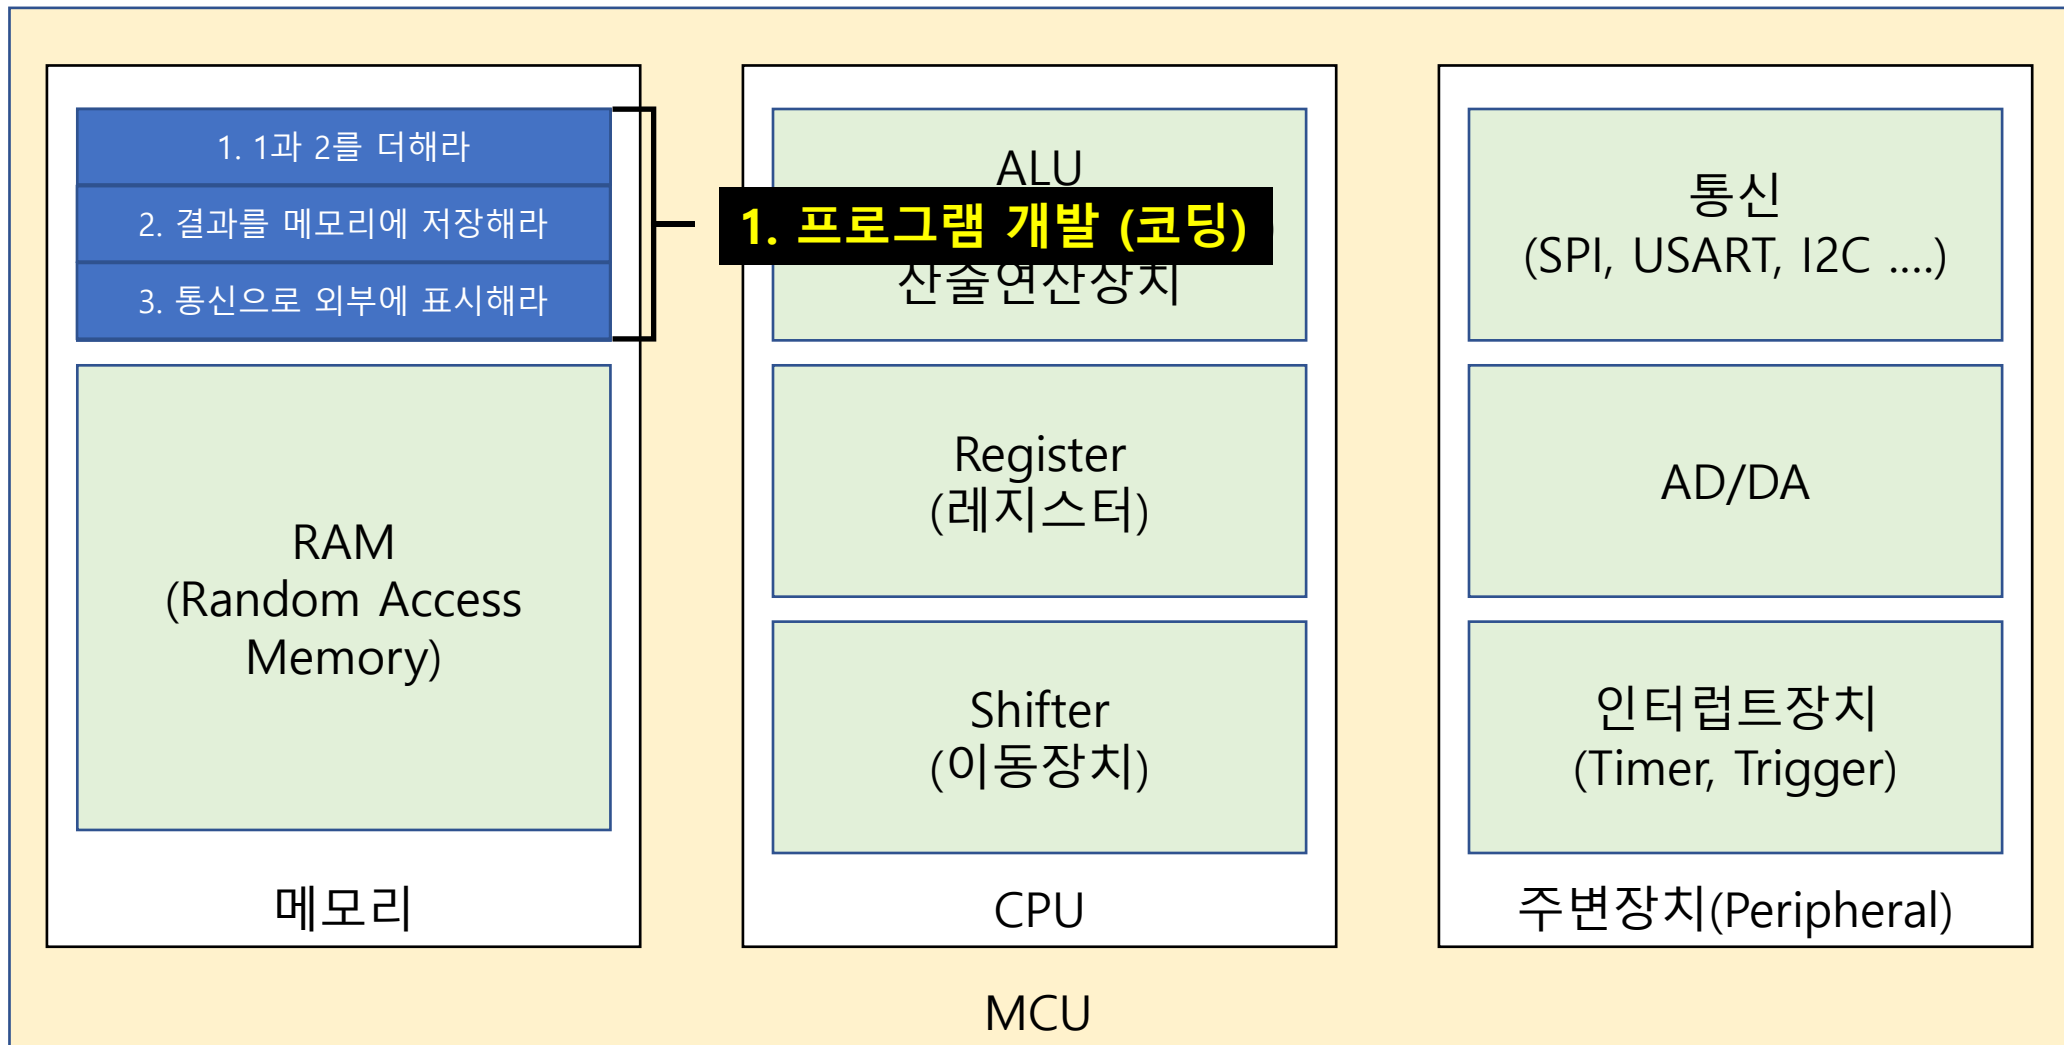 1. 1과 2를 더해라
2. 결과를 메모리에 저장해라
3. 통신으로 외부에 표시해라
RAM
(Random Access
Memory)
메모리
1. 프로그램 개발 (코딩)
ALU
산술연산장치
Register
(레지스터)
Shifter
(이동장치)
CPU
통신
(SPI, USART, I2C ....)
AD/DA
인터럽트장치
(Timer, Trigger)
주변장치(Peripheral)
MCU